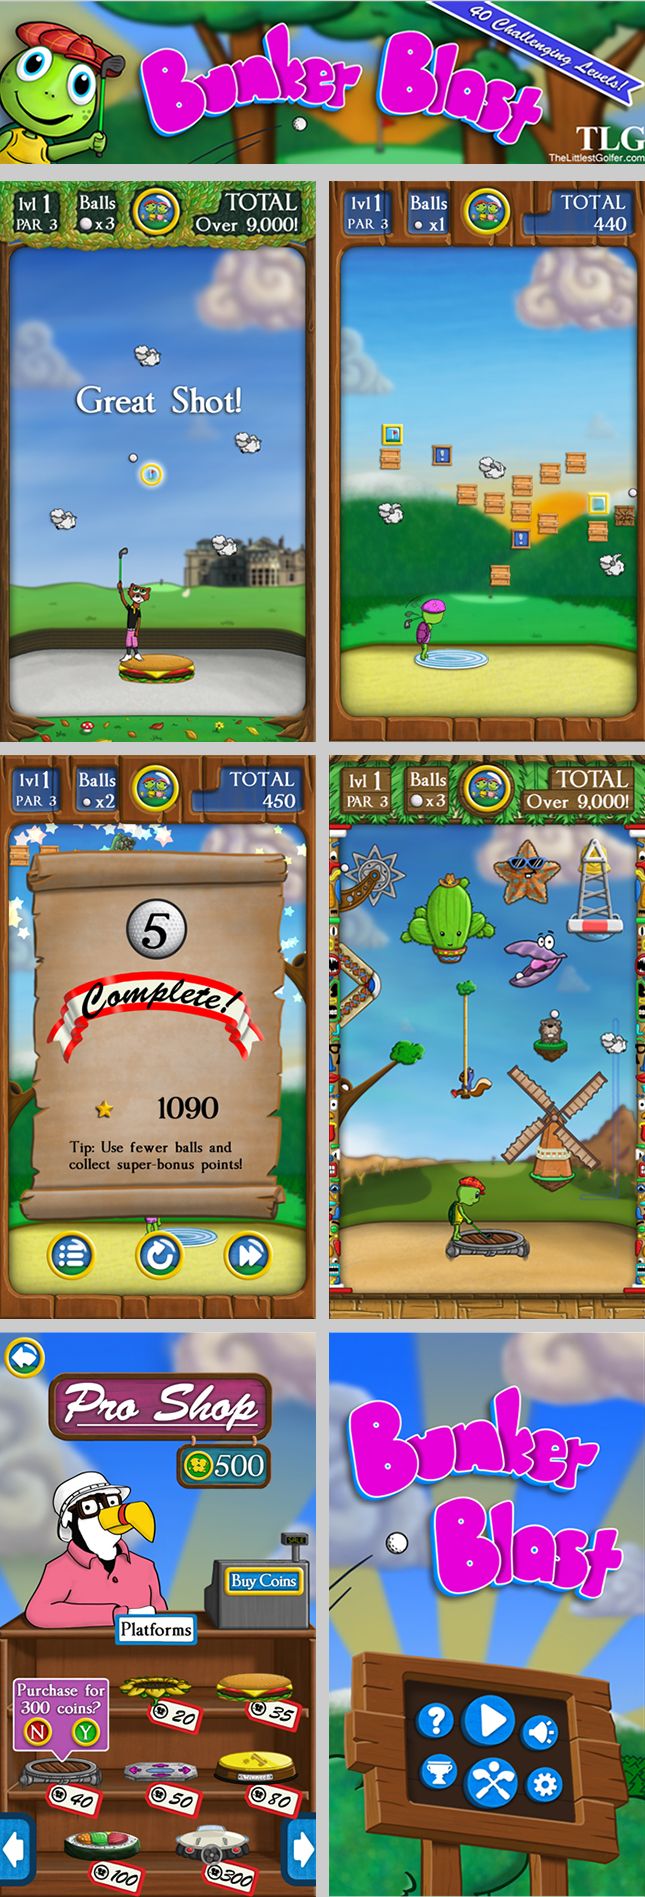 Bunker Blast
40 Challenging Levels!
TLG
TheLittlestGolfer.com
lvl 1
PAR 3
Balls
x3
TOTAL
Over 9,000!
Great Shot!
lvl 1
PAR 3
Balls
x1
TOTAL
440
!
!
lvl 1
PAR 3
Balls
x2
TOTAL
450
5
Complete!
1090
Tip: Use fewer balls and
collect super-bonus points!
lvl 1
PAR 3
Balls
x3
TOTAL
Over 9,000!
Pro Shop
500
SALE
Buy Coins
Platforms
Purchase for
300 coins?
N Y
20
35
40
50
WINNER!
80
100
300
Bunker
Blast
?